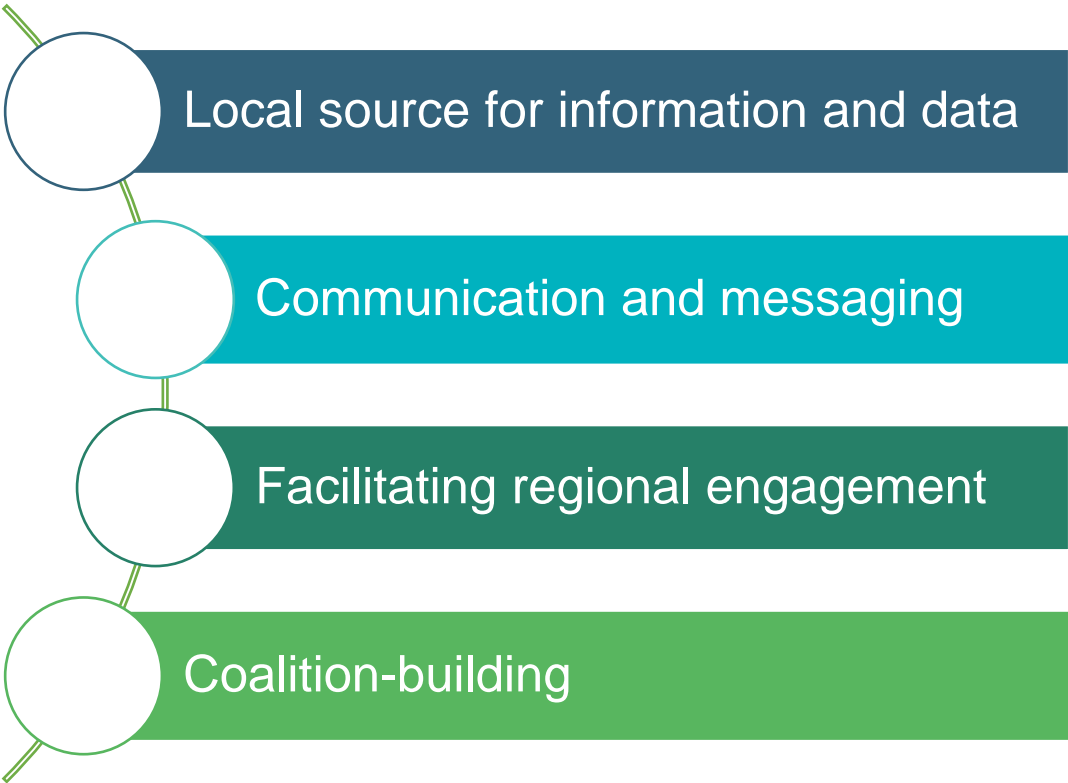 Local source for information and data
Communication and messaging
Facilitating regional engagement
Coalition-building